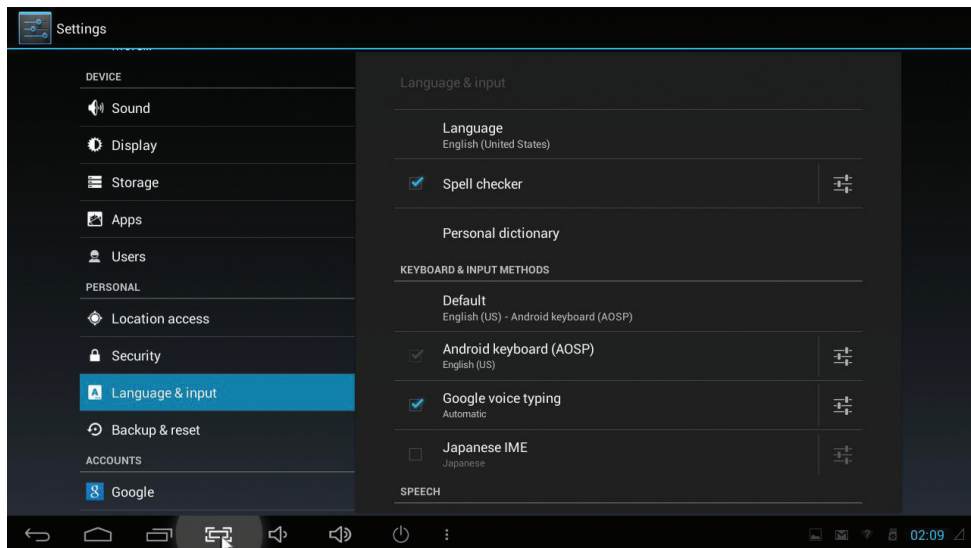 Settings
DEVICE
Sound
Display
Storage
Apps
Users
PERSONAL
Location access
Security
Language & input
Backup & reset
ACCOUNTS
Google
Language & input
Language
English (United States)
Spell checker
Personal dictionary
KEYBOARD & INPUT METHODS
Default
English (US) - Android keyboard (AOSP)
Android keyboard (AOSP)
English (US)
Google voice typing
Automatic
Japanese IME
Japanese
SPEECH
02:09